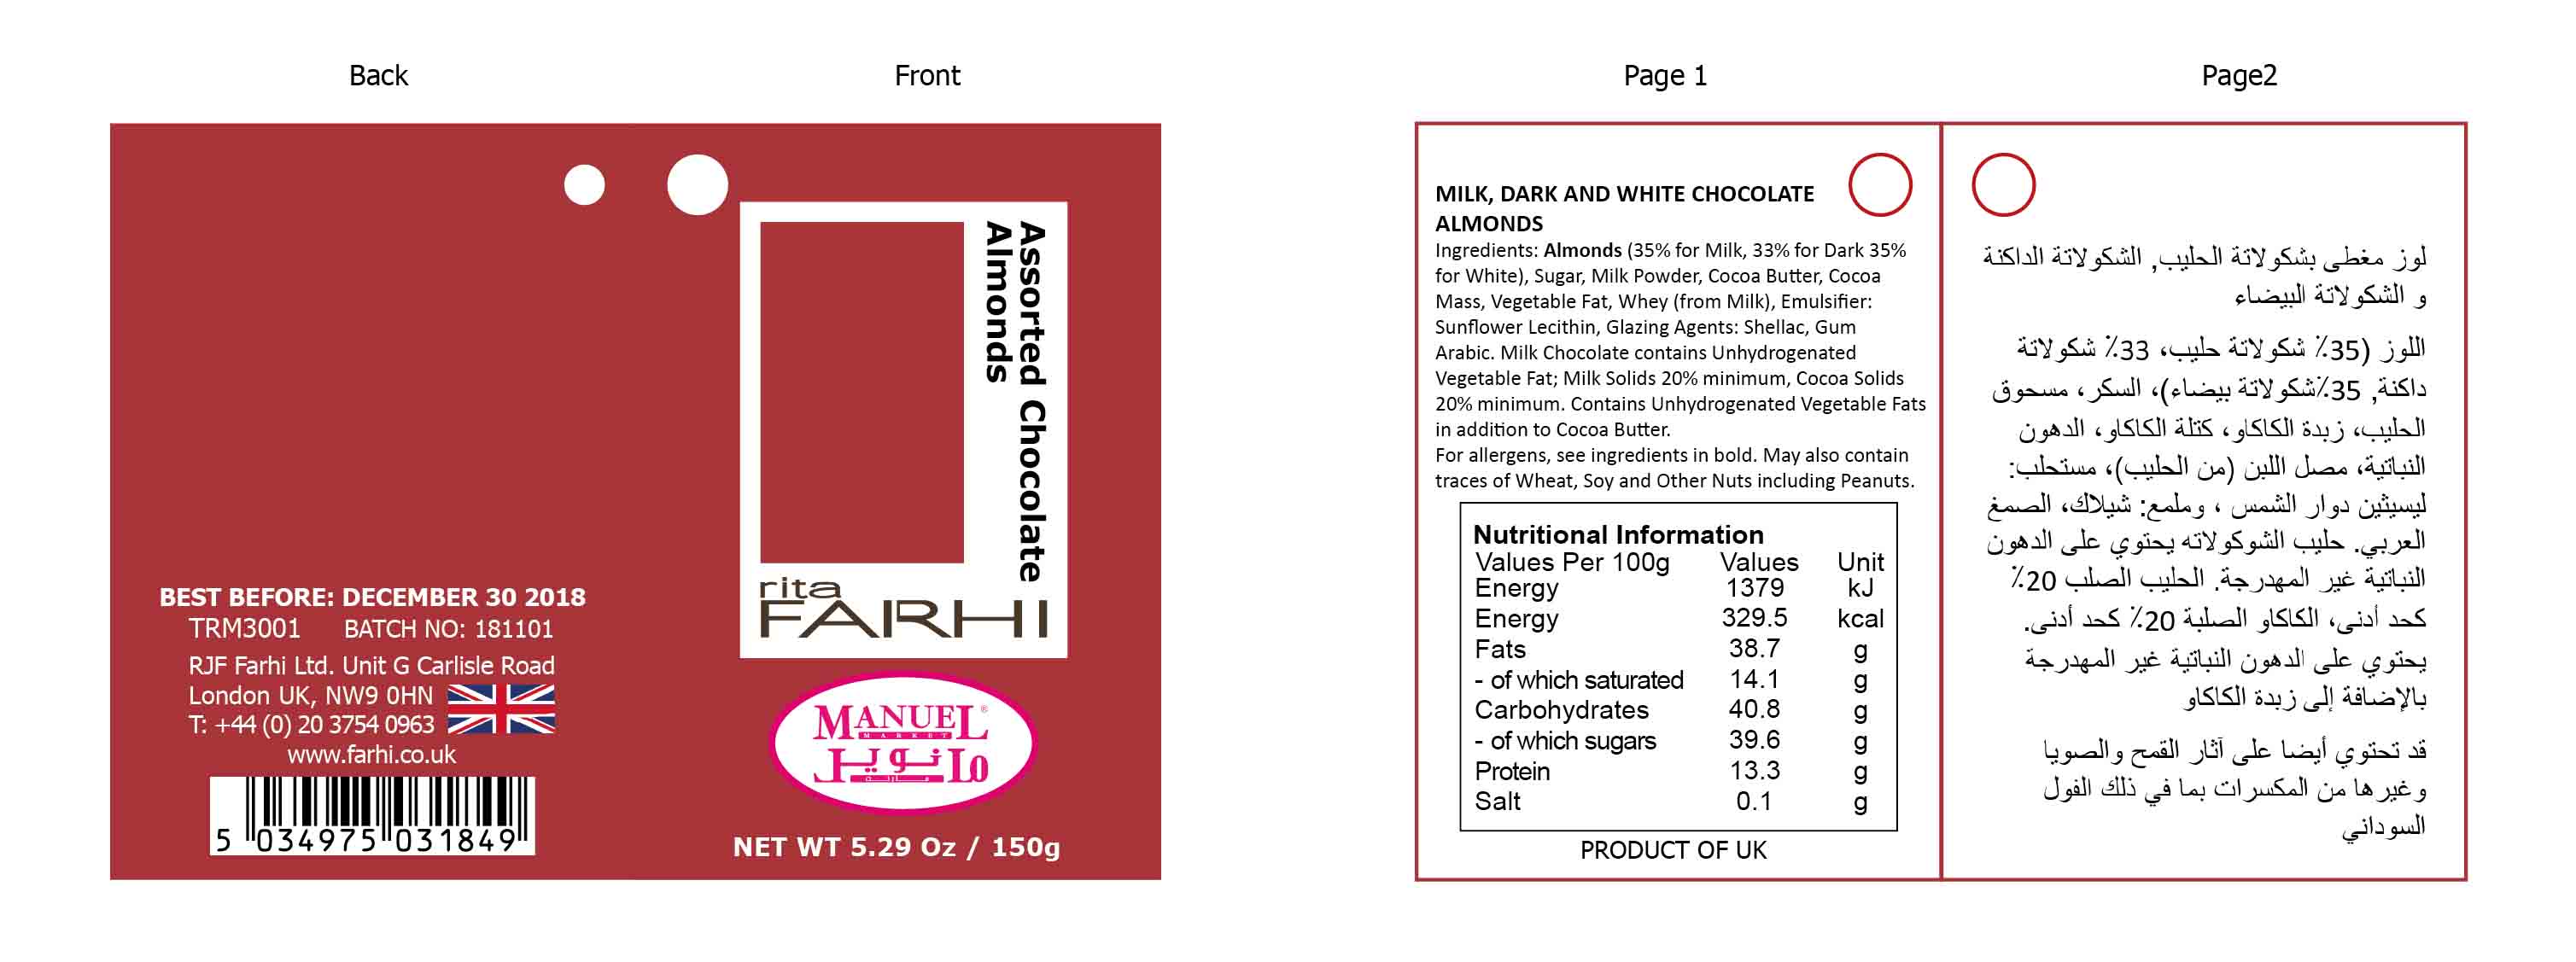 Back
Front
Page 1
Page2
BEST BEFORE: DECEMBER 30 2018
TRM3001 BATCH NO: 181101
RJF Farhi Ltd. Unit G Carlisle Road
London UK, NW9 0HN
T: +44 (0) 20 3754 0963
www.farhi.co.uk
5 034975 031849
Assorted Chocolate
Almonds
rita
FARHI
MANUEL®
MARKET
مانويل
ماركت
NET WT 5.29 Oz / 150g
MILK, DARK AND WHITE CHOCOLATE
ALMONDS
Ingredients: Almonds (35% for Milk, 33% for Dark 35%
for White), Sugar, Milk Powder, Cocoa Butter, Cocoa
Mass, Vegetable Fat, Whey (from Milk), Emulsifier:
Sunflower Lecithin, Glazing Agents: Shellac, Gum
Arabic. Milk Chocolate contains Unhydrogenated
Vegetable Fat; Milk Solids 20% minimum, Cocoa Solids
20% minimum. Contains Unhydrogenated Vegetable Fats
in addition to Cocoa Butter.
For allergens, see ingredients in bold. May also contain
traces of Wheat, Soy and Other Nuts including Peanuts.
Nutritional Information
Values Per 100g Values Unit
Energy 1379 kJ
Energy 329.5 kcal
Fats 38.7 g
- of which saturated 14.1 g
Carbohydrates 40.8 g
- of which sugars 39.6 g
Protein 13.3 g
Salt 0.1 g
PRODUCT OF UK
لوز مغطى بشكولاتة الحليب, الشكولاتة الداكنة
و الشكولاتة البيضاء
اللوز (35٪ شكولاتة حليب، 33٪ شكولاتة
داكنة, 35٪شكولاتة بيضاء)، السكر، مسحوق
الحليب، زبدة الكاكاو، كتلة الكاكاو، الدهون
النباتية، مصل اللبن (من الحليب)، مستحلب:
ليسيثين دوار الشمس ، وملمع: شيلاك، الصمغ
العربي. حليب الشوكولاته يحتوي على الدهون
النباتية غير المهدرجة. الحليب الصلب 20٪
كحد أدنى، الكاكاو الصلبة 20٪ كحد أدنى.
يحتوي على الدهون النباتية غير المهدرجة
بالإضافة إلى زبدة الكاكاو
قد تحتوي أيضا على آثار القمح والصويا
وغيرها من المكسرات بما في ذلك الفول
السوداني